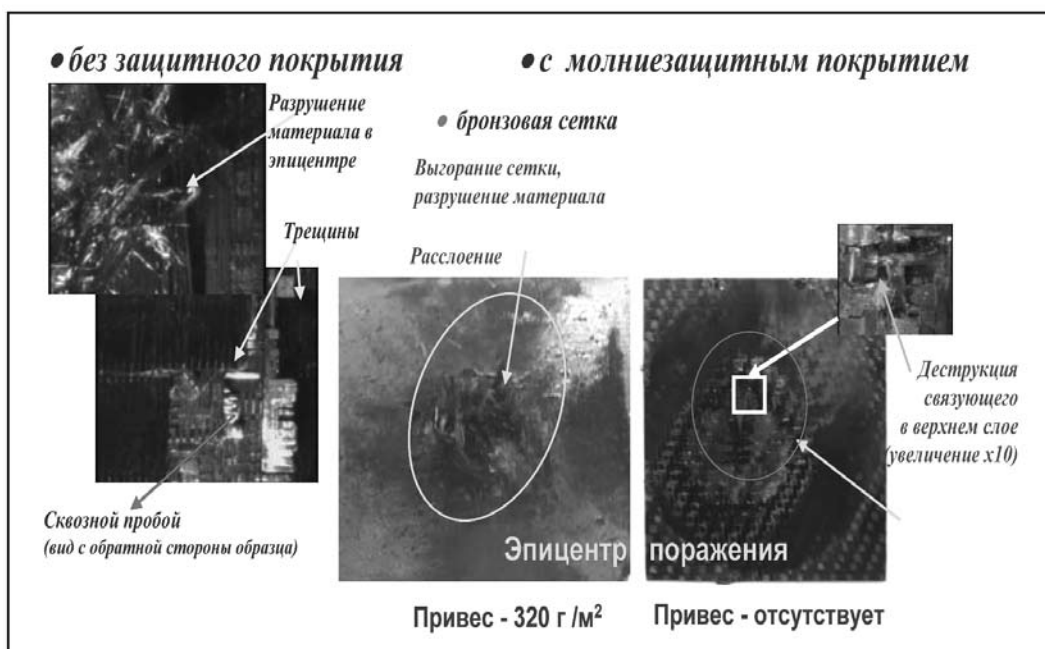 • без защитного покрытия
• с молниезащитным покрытием
Разрушение
материала в
эпицентре
Трещины
Сквозной пробой
(вид с обратной стороны образца)
• бронзовая сетка
Выгорание сетки,
разрушение материала
Расслоение
Деструкция
связующего
в верхнем слое
(увеличение x10)
Эпицентр поражения
Привес - 320 г /м²
Привес - отсутствует